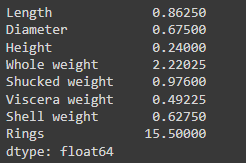 Length 0.86250
Diameter 0.67500
Height 0.24000
Whole weight 2.22025
Shucked weight 0.97600
Viscera weight 0.49225
Shell weight 0.62750
Rings 15.50000
dtype: float64